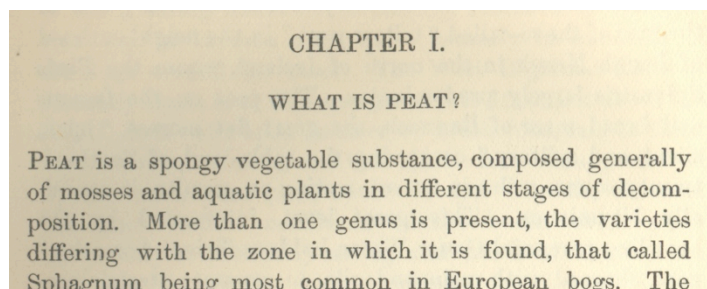 CHAPTER I.
WHAT IS PEAT?
PEAT is a spongy vegetable substance, composed generally
of mosses and aquatic plants in different stages of decom-
position. More than one genus is present, the varieties
differing with the zone in which it is found, that called
Sphagnum being most common in European bogs. The